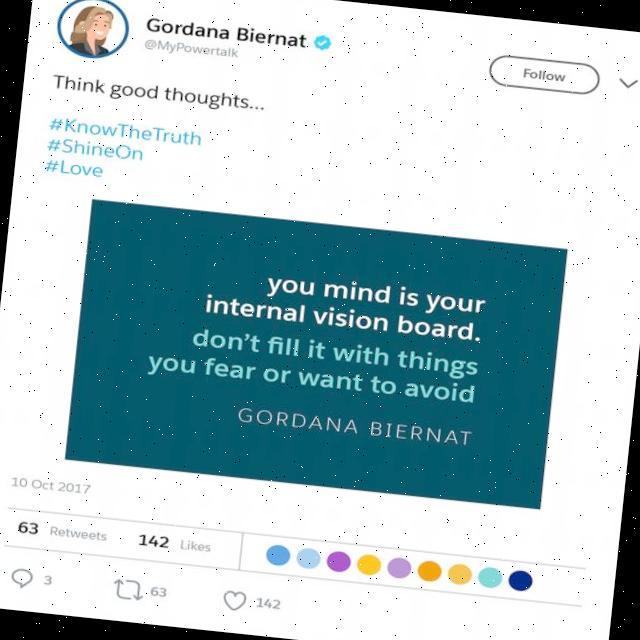 Gordana Biernat
@MyPowertalk
Follow
Think good thoughts...
#KnowTheTruth
#ShineOn
#Love
you mind is your
internal vision board.
don't fill it with things
you fear or want to avoid
GORDANA BIERNAT
10 Oct 2017
63 Retweets 142 Likes
3 63 142